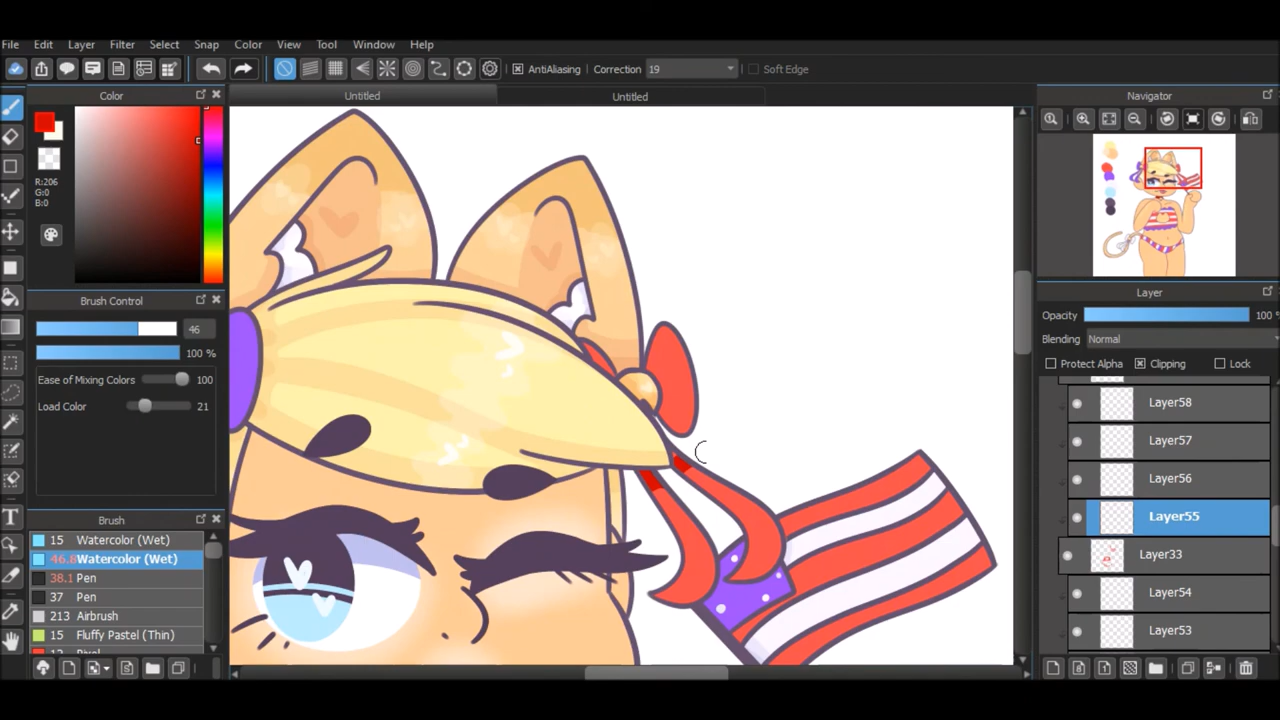 File Edit Layer Filter Select Snap Color View Tool Window Help
AntiAliasing Correction 19 Soft Edge
Color
Untitled Untitled
Navigator
R:206
G:0
B:0
Brush Control
46
100 %
Ease of Mixing Colors 100
Load Color 21
Brush
15 Watercolor (Wet)
46.8 Watercolor (Wet)
38.1 Pen
37 Pen
213 Airbrush
15 Fluffy Pastel (Thin)
Layer
Opacity 100 %
Blending Normal
Protect Alpha Clipping Lock
Layer58
Layer57
Layer56
Layer55
Layer33
Layer54
Layer53